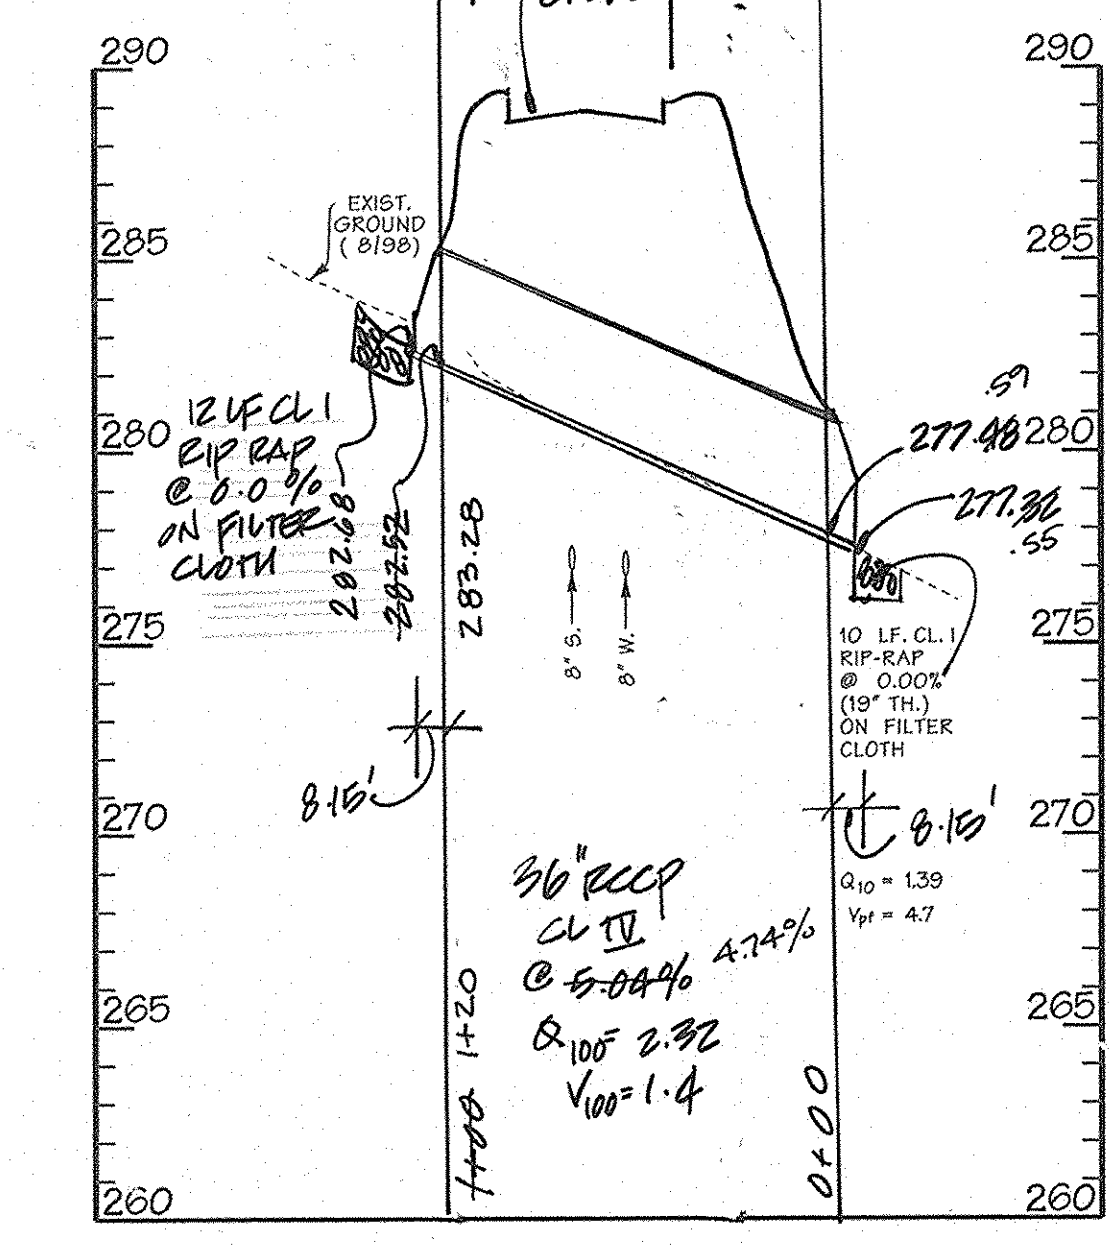 290
290
EXIST.
GROUND
( 8/98)
285
285
.59
12 LF CL I
RIP RAP
@ 0.0 %
ON FILTER
CLOTH
280
277.48
280
277.32
.55
282.68
282.52
283.28
8" S.
8" W.
275
275
10 LF. CL. I
RIP-RAP
@ 0.00%
(19" TH.)
ON FILTER
CLOTH
8.15'
270
8.15'
270
Q10 = 1.39
Vpf = 4.7
36" RCCP
CL IV
@ 5.04% 4.74%
Q100= 2.32
V100= 1.4
265
265
1+00 1+20
0+00
260
260